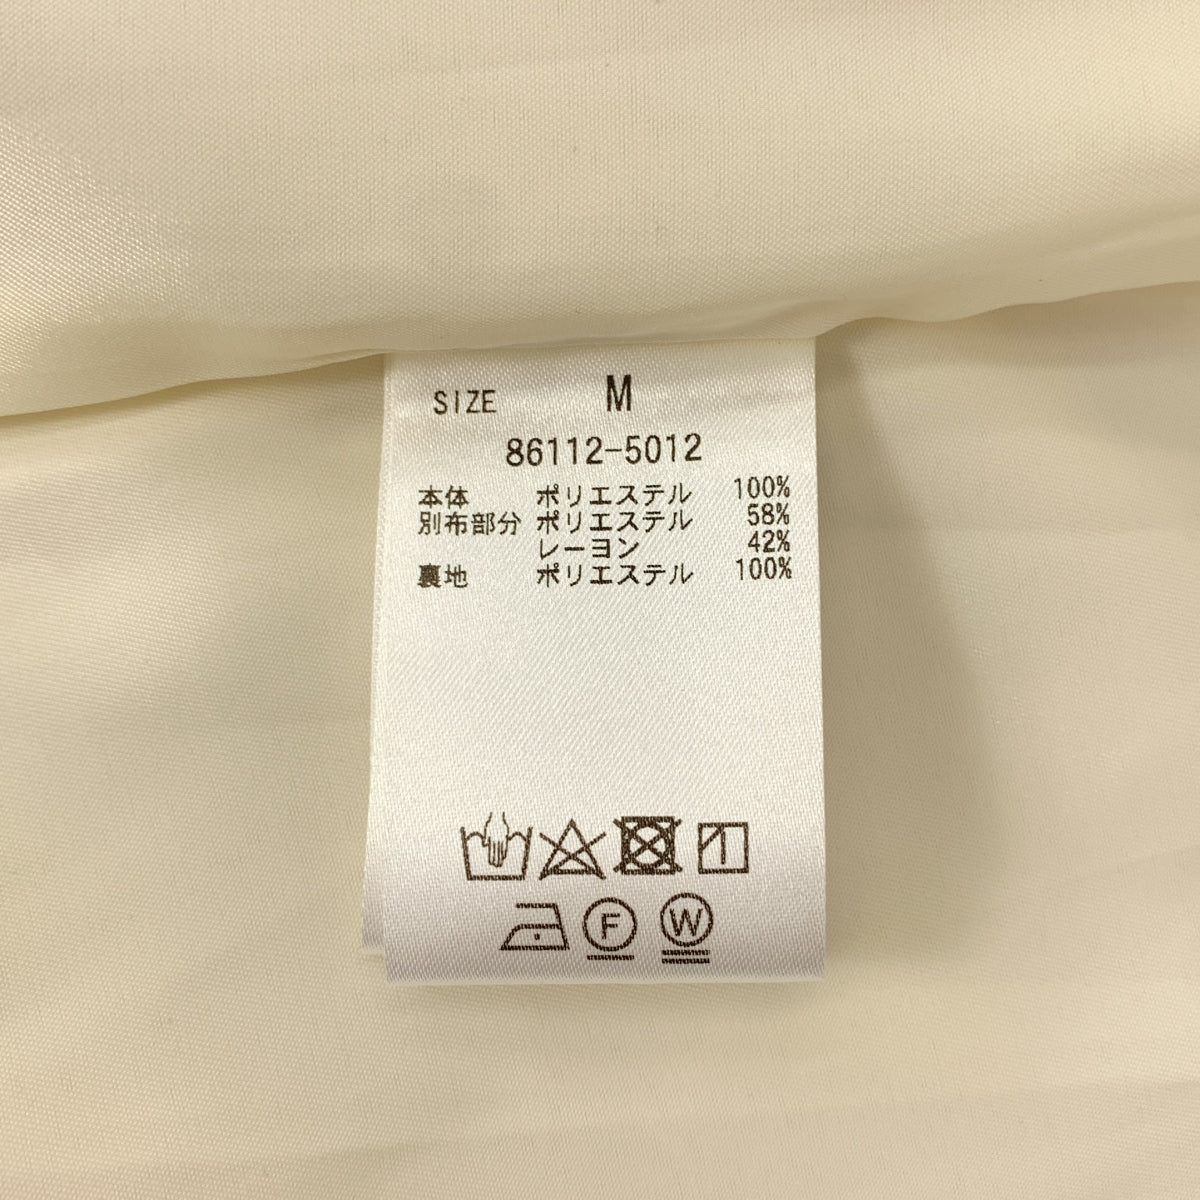 SIZE M
86112-5012
本体 ポリエステル 100%
別布部分 ポリエステル 58%
レーヨン 42%
裏地 ポリエステル 100%
F W